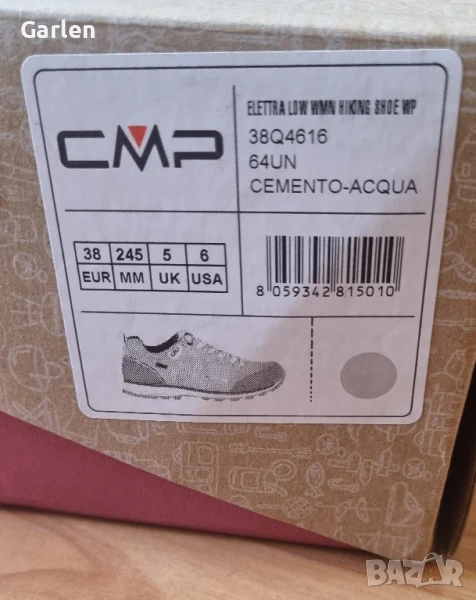 Garlen
CMP
ELETTRA LOW WMN HIKING SHOE WP
38Q4616
64UN
CEMENTO-ACQUA
38 245 5 6
EUR MM UK USA
8 059342 815010
BAZAR